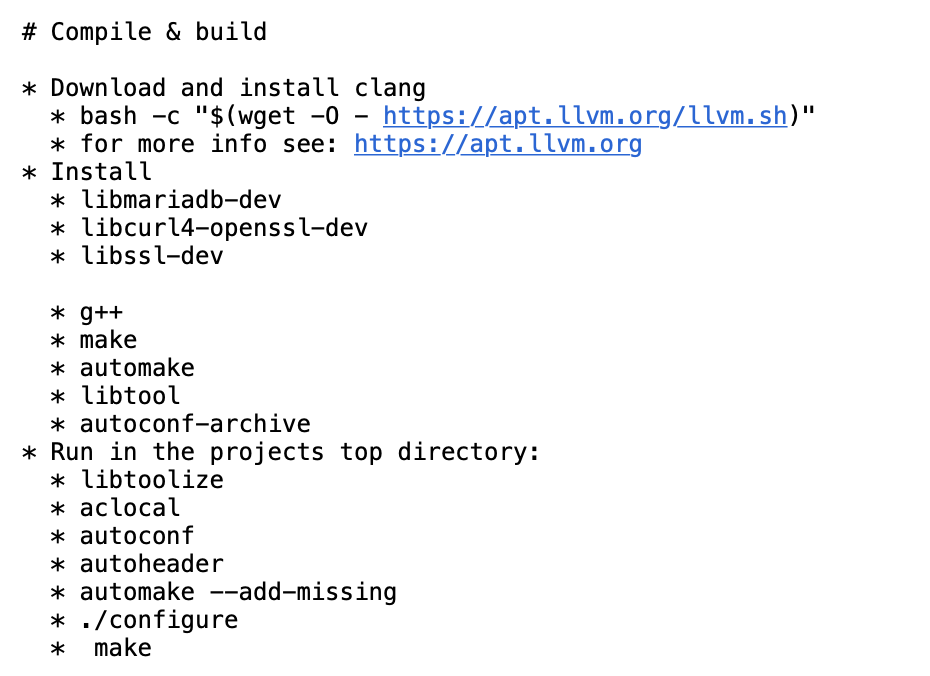 # Compile & build
* Download and install clang
* bash -c "$(wget -O - https://apt.llvm.org/llvm.sh)"
* for more info see: https://apt.llvm.org
* Install
* libmariadb-dev
* libcurl4-openssl-dev
* libssl-dev
* g++
* make
* automake
* libtool
* autoconf-archive
* Run in the projects top directory:
* libtoolize
* aclocal
* autoconf
* autoheader
* automake --add-missing
* ./configure
*  make